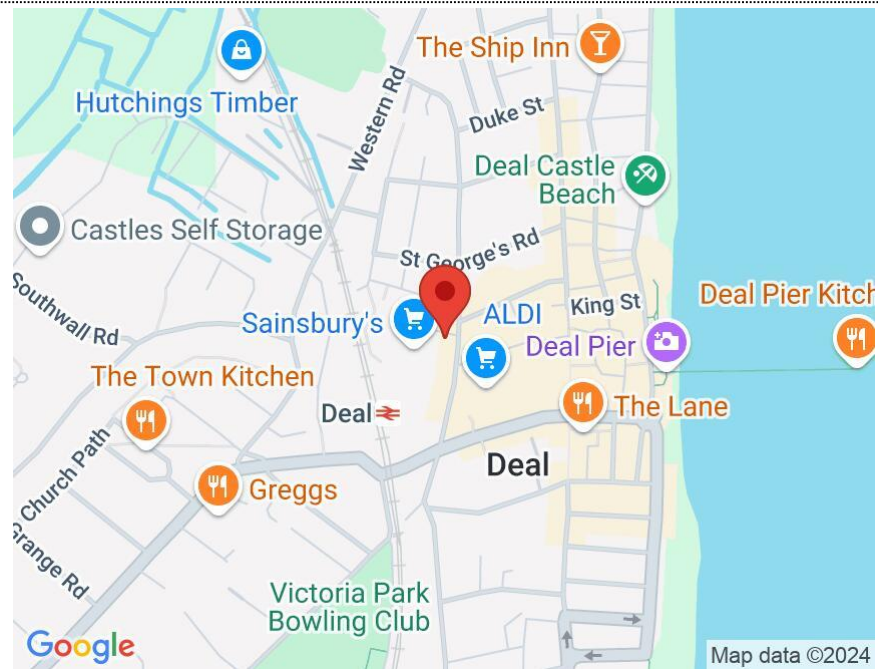 The Ship Inn
Hutchings Timber
Western Rd
Duke St
Deal Castle
Beach
Castles Self Storage
St George's Rd
Southwall Rd
Sainsbury's
ALDI
King St
Deal Pier Kitch
Deal Pier
The Town Kitchen
Deal
The Lane
Church Path
Deal
Greggs
Grange Rd
Victoria Park
Bowling Club
Google
Map data ©2024